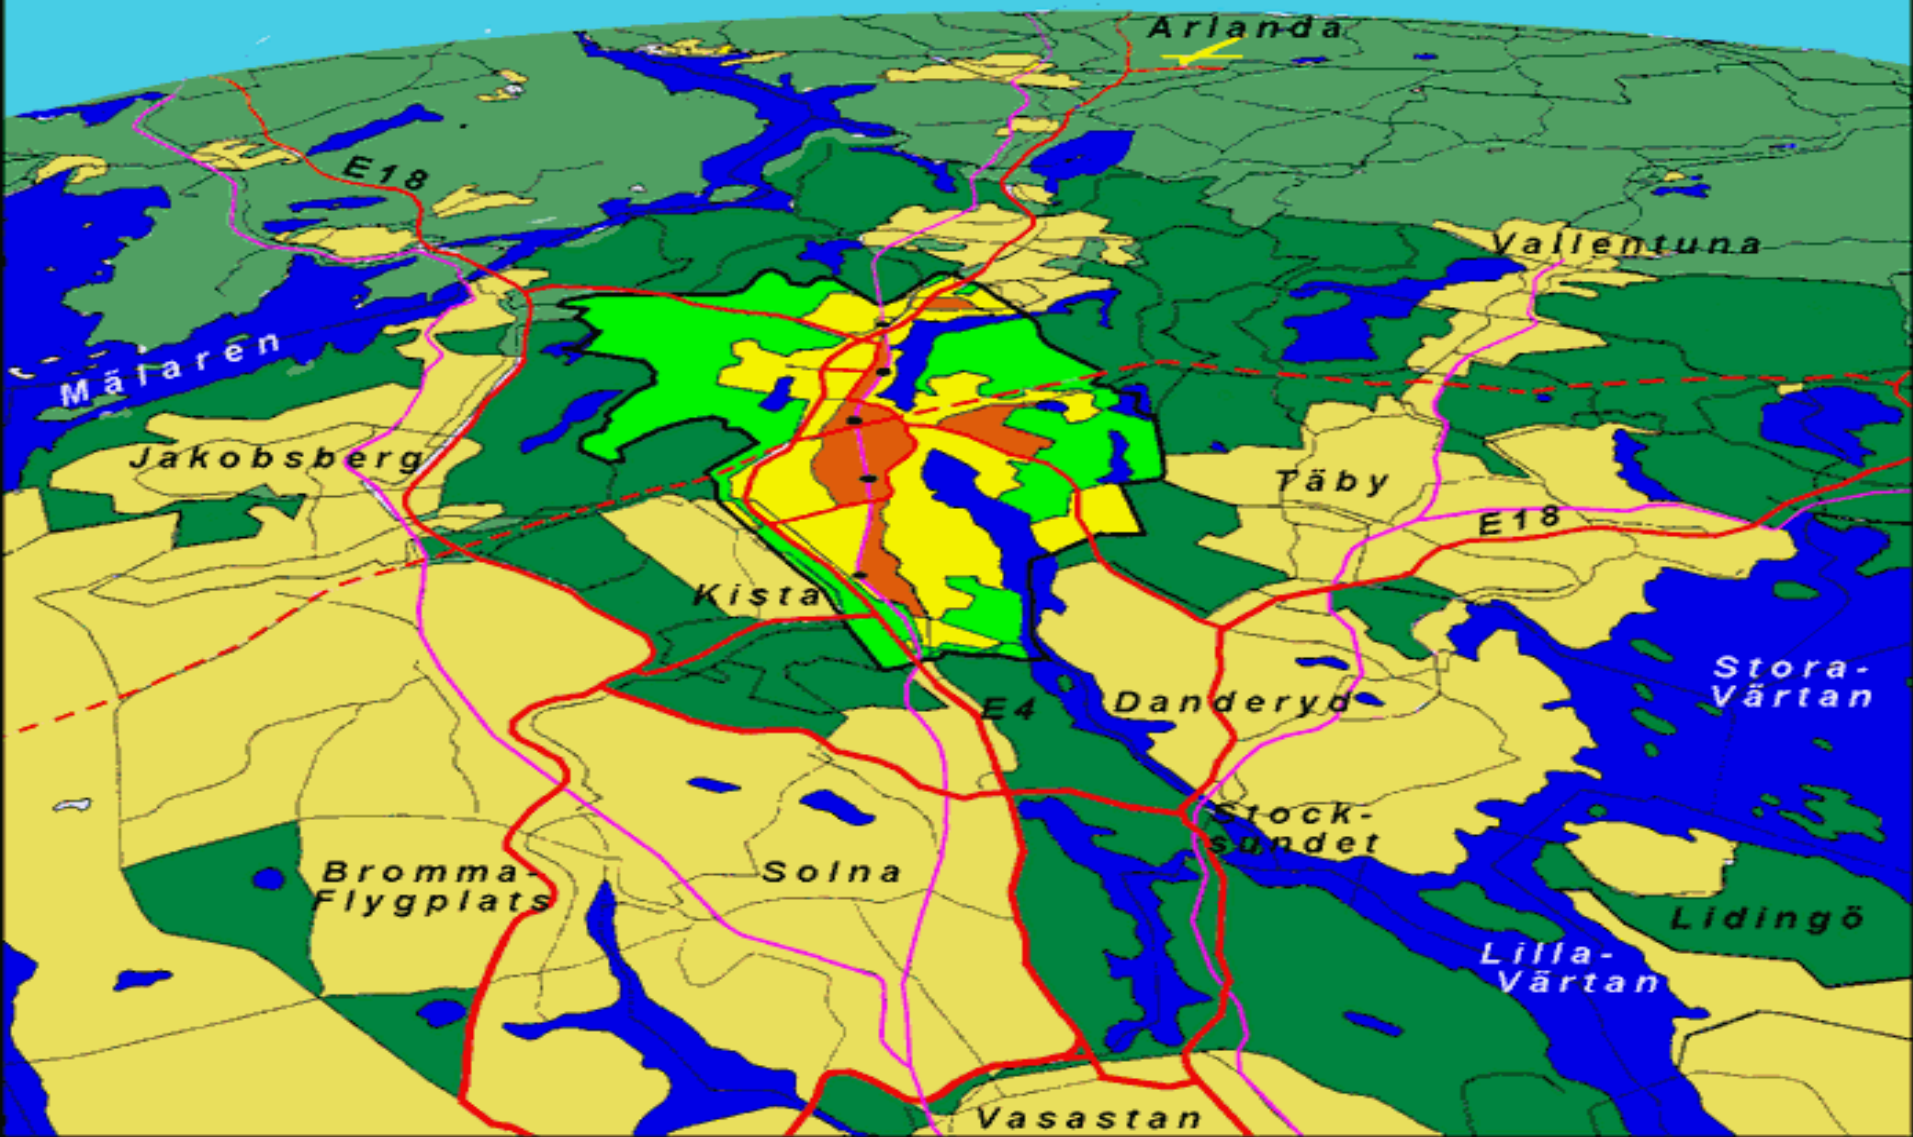 Arlanda
E18
Vallentuna
Mälaren
Jakobsberg
Täby
E18
Kista
Stora-
Värtan
Danderyd
E4
Stock-
sundet
Bromma-
Flygplats
Solna
Lidingö
Lilla-
Värtan
Vasastan